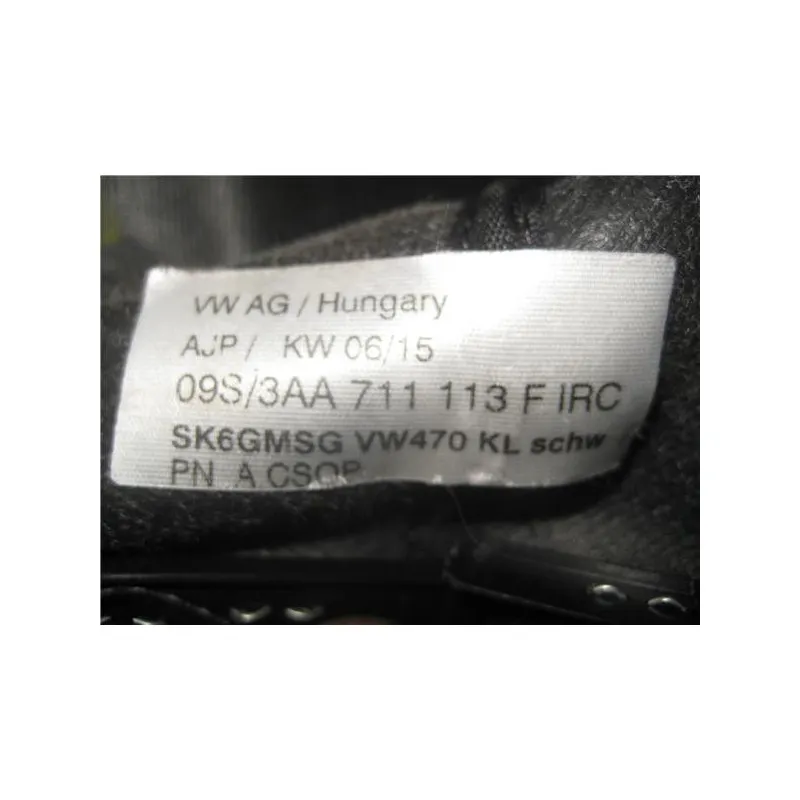 VW AG / Hungary
AJP / KW 06/15
09S/3AA 711 113 F IRC
SK6GMSG VW470 KL schw
PN A CSOP